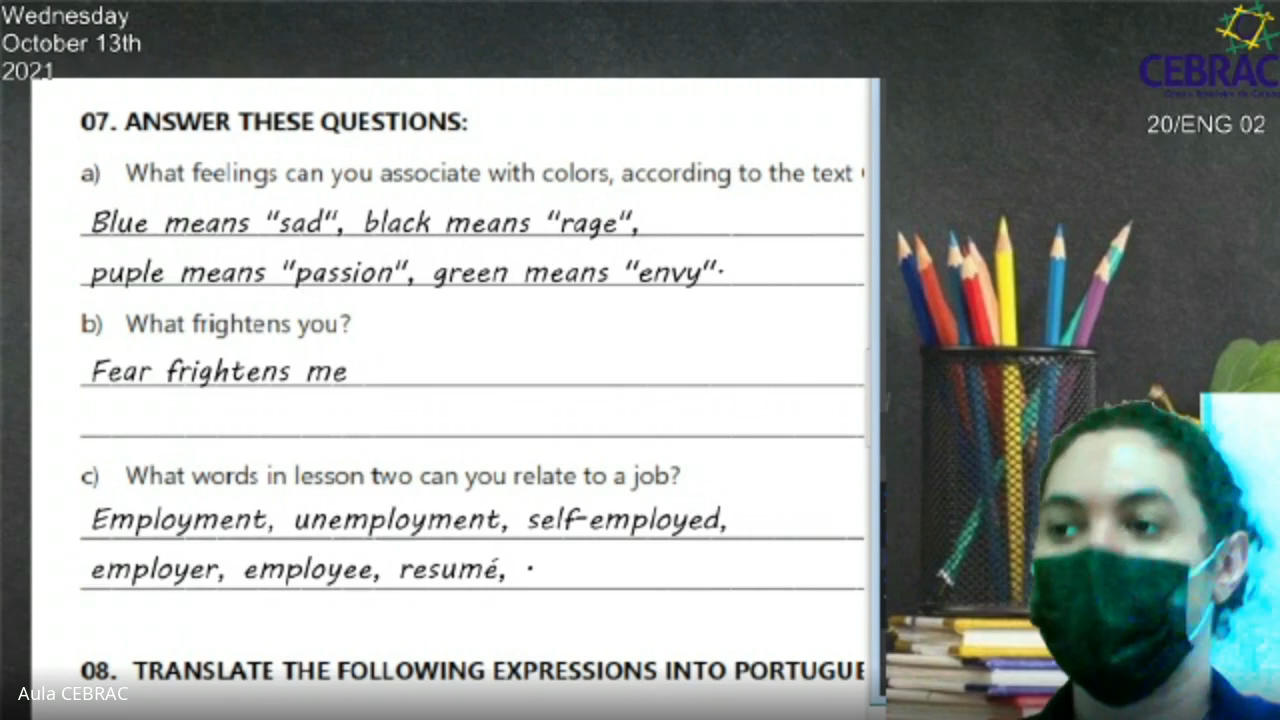 Wednesday
October 13th
2021
CEBRAC
20/ENG 02
07. ANSWER THESE QUESTIONS:
a) What feelings can you associate with colors, according to the text
Blue means "sad", black means "rage",
puple means "passion", green means "envy".
b) What frightens you?
Fear frightens me
c) What words in lesson two can you relate to a job?
Employment, unemployment, self-employed,
employer, employee, resumé, .
08. TRANSLATE THE FOLLOWING EXPRESSIONS INTO PORTUGUE
Aula CEBRAC